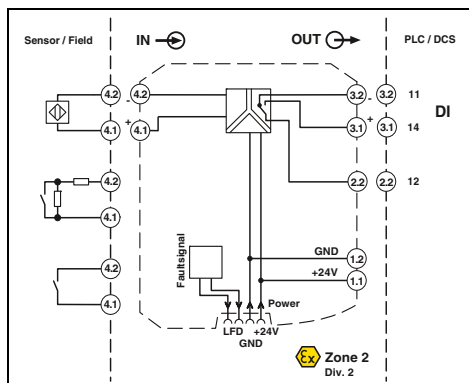 Sensor / Field IN OUT PLC / DCS
4.2 - 4.2 3.2 - 3.2 11
DI
4.1 + 4.1 3.1 + 3.1 14
4.2 2.2 2.2 12
4.1
Faultsignal
GND 1.2
4.2 +24V 1.1
4.1
Power
LFD +24V
GND
Ex Zone 2
Div. 2